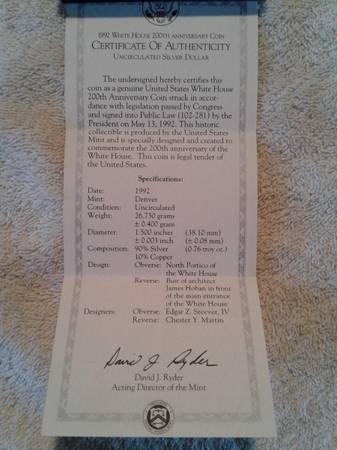 1992 WHITE HOUSE 200TH ANNIVERSARY COIN
CERTIFICATE OF AUTHENTICITY
UNCIRCULATED SILVER DOLLAR
The undersigned hereby certifies this
coin as a genuine United States White House
200th Anniversary Coin struck in accor-
dance with legislation passed by Congress
and signed into Public Law (102-281) by
the President on May 13, 1992. This historic
collectible is produced by the United States
Mint and is specially designed and created to
commemorate the 200th anniversary of the
White House. This coin is legal tender of
the United States.
Specifications:
Date: 1992
Mint: Denver
Condition: Uncirculated
Weight: 26.730 grams
± 0.400 gram
Diameter: 1.500 inches (38.10 mm)
± 0.003 inch (± 0.08 mm)
Composition: 90% Silver (0.76 troy oz.)
10% Copper
Design: Obverse: North Portico of
the White House
Reverse: Bust of architect
James Hoban in front
of the main entrance
of the White House
Designers: Obverse: Edgar Z. Steever, IV
Reverse: Chester Y. Martin
David J. Ryder
David J. Ryder
Acting Director of the Mint